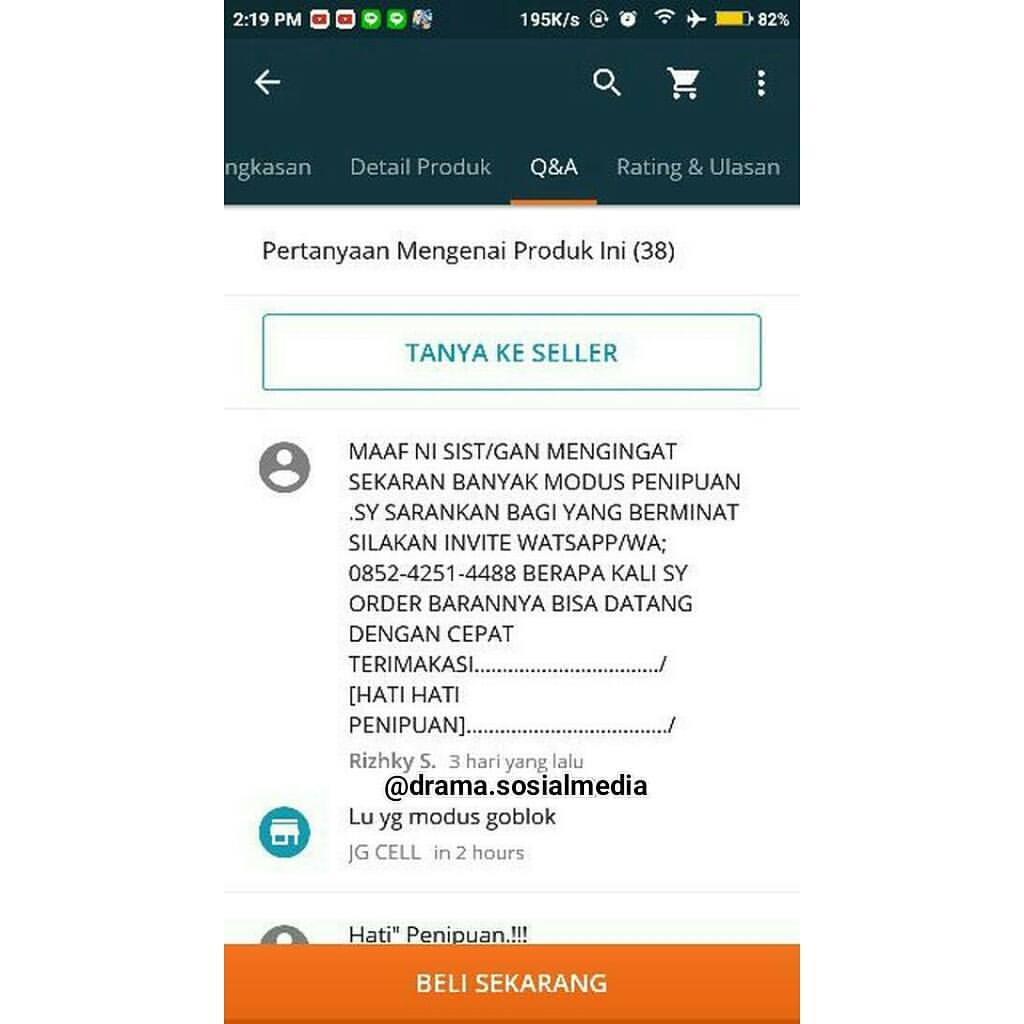 2:19 PM 195K/s 82%
ngkasan Detail Produk Q&A Rating & Ulasan
Pertanyaan Mengenai Produk Ini (38)
TANYA KE SELLER
MAAF NI SIST/GAN MENGINGAT
SEKARAN BANYAK MODUS PENIPUAN
.SY SARANKAN BAGI YANG BERMINAT
SILAKAN INVITE WATSAPP/WA;
0852-4251-4488 BERAPA KALI SY
ORDER BARANNYA BISA DATANG
DENGAN CEPAT
TERIMAKASI................................./
[HATI HATI
PENIPUAN]..................................../
Rizhky S. 3 hari yang lalu
@drama.sosialmedia
Lu yg modus goblok
JG CELL in 2 hours
Hati" Penipuan.!!!
BELI SEKARANG